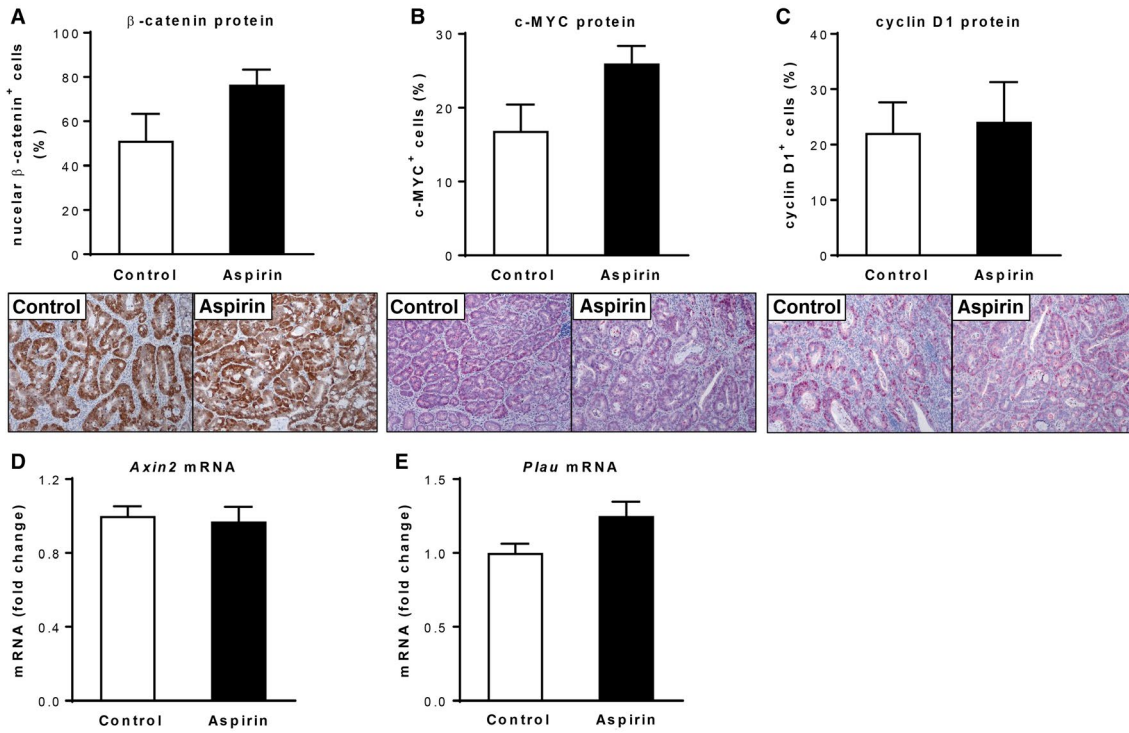 A
β-catenin protein
nucelar β-catenin+ cells
(%)
100
80
60
40
20
0
Control
Aspirin
Control
Aspirin
B
c-MYC protein
c-MYC+ cells (%)
30
20
10
0
Control
Aspirin
Control
Aspirin
C
cyclin D1 protein
cyclin D1+ cells (%)
40
30
20
10
0
Control
Aspirin
Control
Aspirin
D
Axin2 mRNA
mRNA (fold change)
1.2
0.8
0.4
0.0
Control
Aspirin
E
Plau mRNA
mRNA (fold change)
1.5
1.0
0.5
0.0
Control
Aspirin